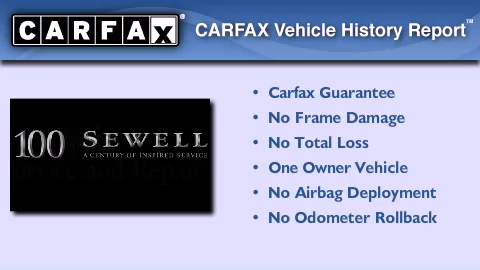 CARFAX® CARFAX Vehicle History Report™
100 SEWELL
A CENTURY OF INSPIRED SERVICE
• Carfax Guarantee
• No Frame Damage
• No Total Loss
• One Owner Vehicle
• No Airbag Deployment
• No Odometer Rollback